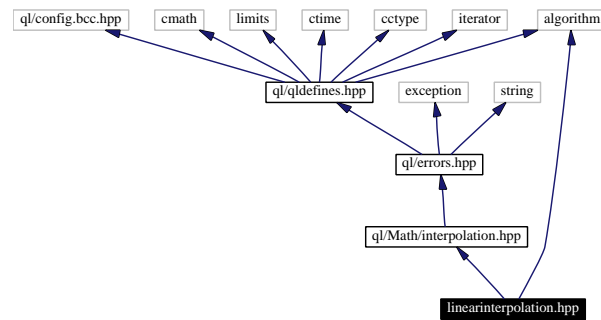 ql/config.bcc.hpp
cmath
limits
ctime
cctype
iterator
algorithm
ql/qldefines.hpp
exception
string
ql/errors.hpp
ql/Math/interpolation.hpp
linearinterpolation.hpp